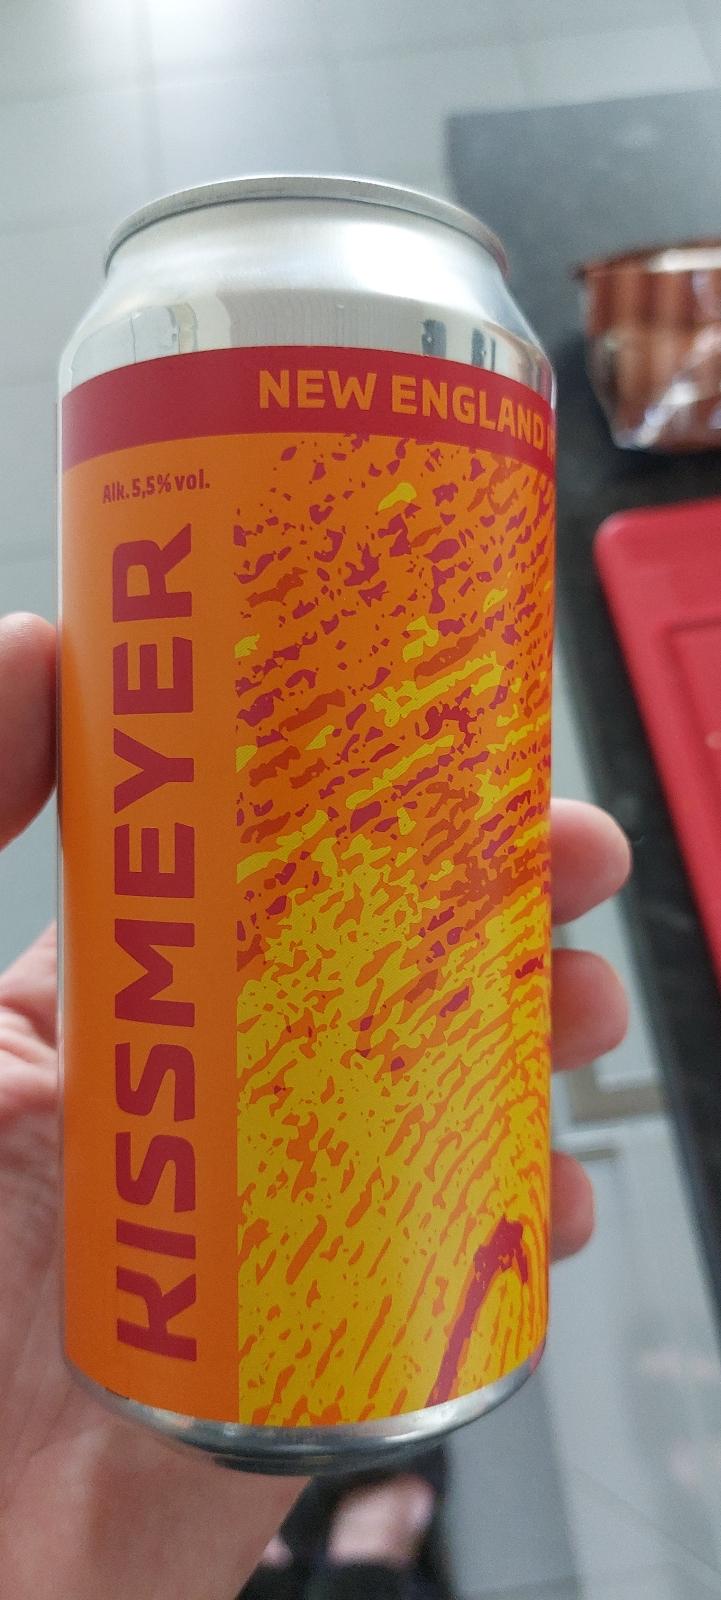 NEW ENGLAND
Alk. 5,5% vol.
KISSMEYER